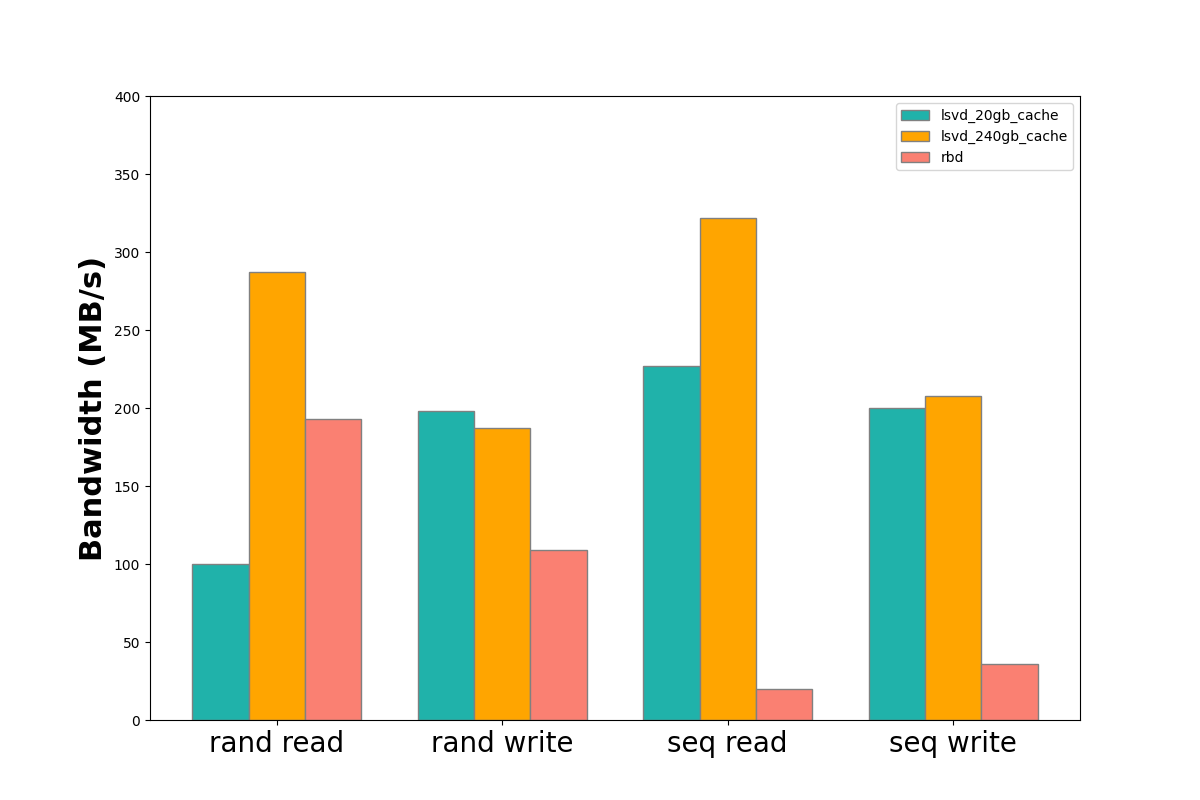 400
350
300
250
200
150
100
50
0
Bandwidth (MB/s)
lsvd_20gb_cache
lsvd_240gb_cache
rbd
rand read
rand write
seq read
seq write